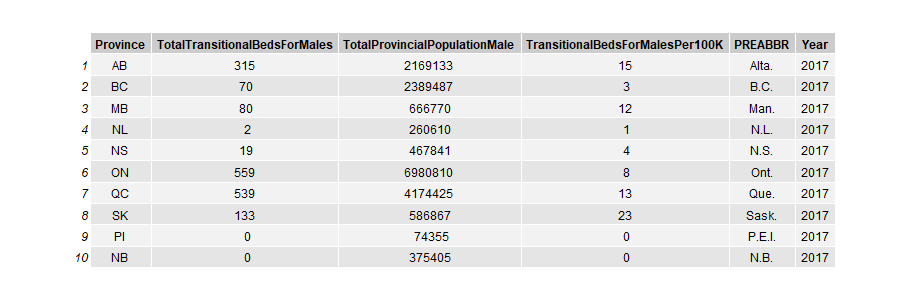 Province TotalTransitionalBedsForMales TotalProvincialPopulationMale TransitionalBedsForMalesPer100K PREABBR Year
1 AB 315 2169133 15 Alta. 2017
2 BC 70 2389487 3 B.C. 2017
3 MB 80 666770 12 Man. 2017
4 NL 2 260610 1 N.L. 2017
5 NS 19 467841 4 N.S. 2017
6 ON 559 6980810 8 Ont. 2017
7 QC 539 4174425 13 Que. 2017
8 SK 133 586867 23 Sask. 2017
9 PI 0 74355 0 P.E.I. 2017
10 NB 0 375405 0 N.B. 2017